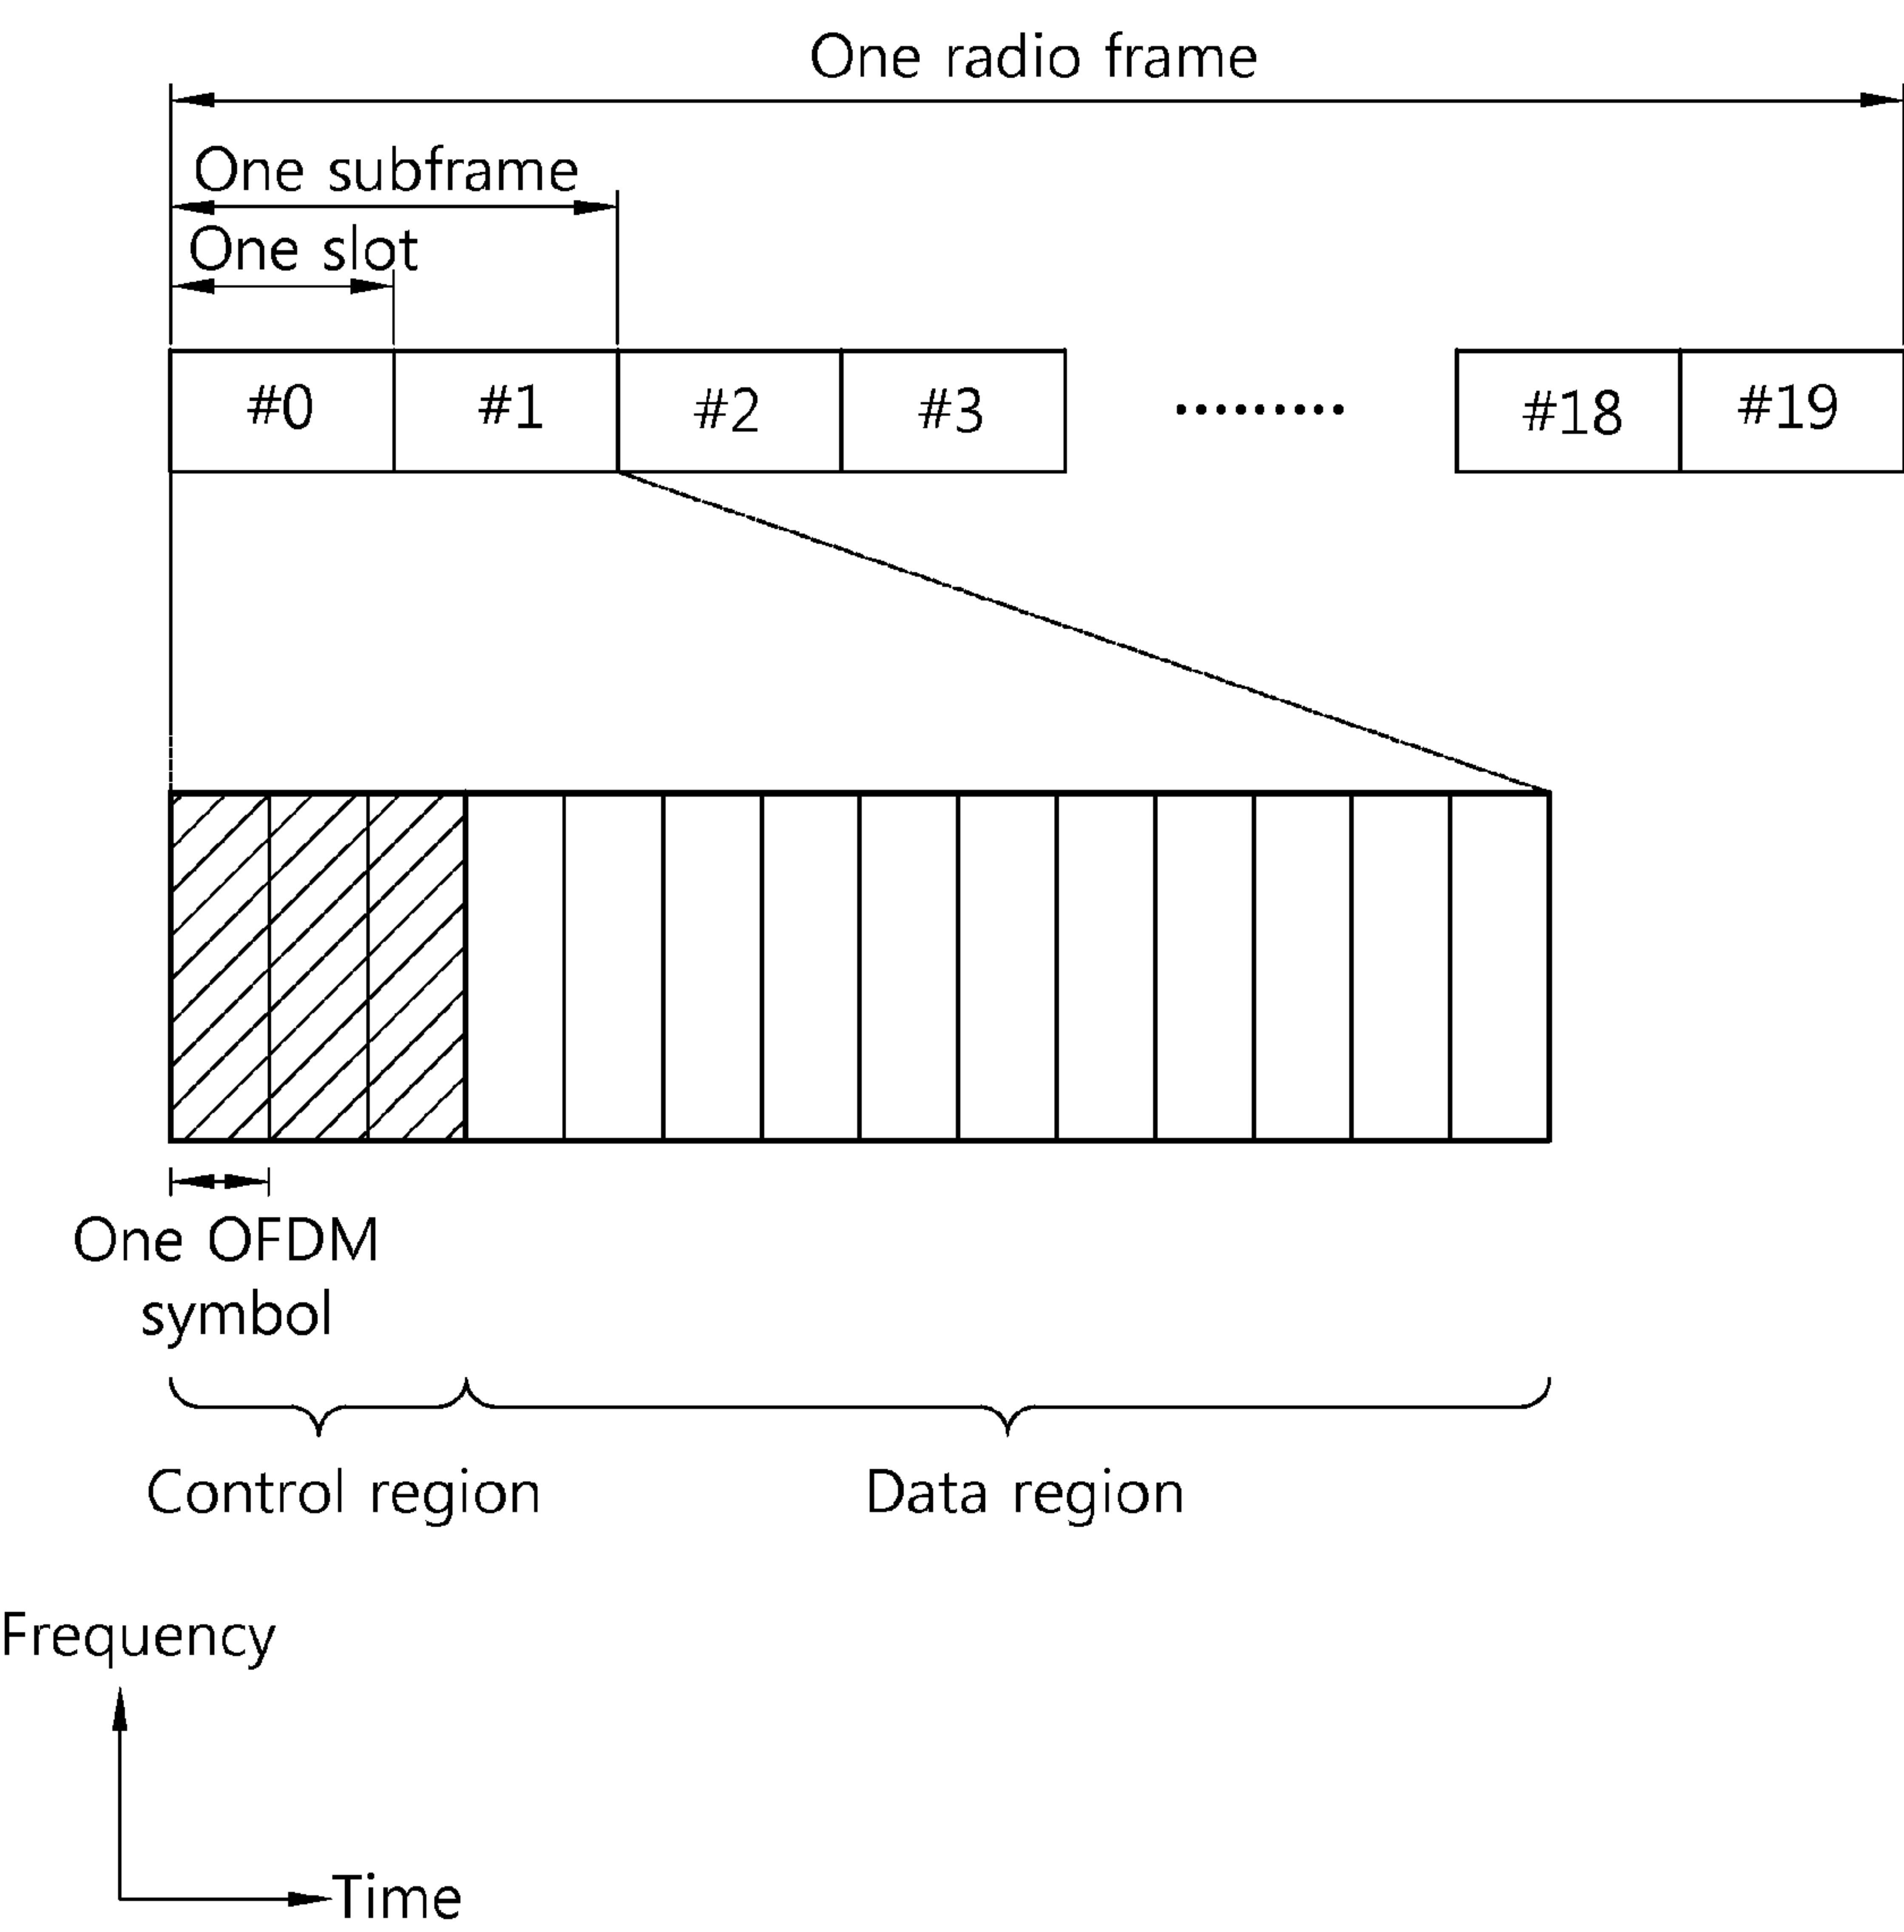 One radio frame
One subframe
One slot
#0 #1 #2 #3 ......... #18 #19
One OFDM
symbol
Control region Data region
Frequency
Time